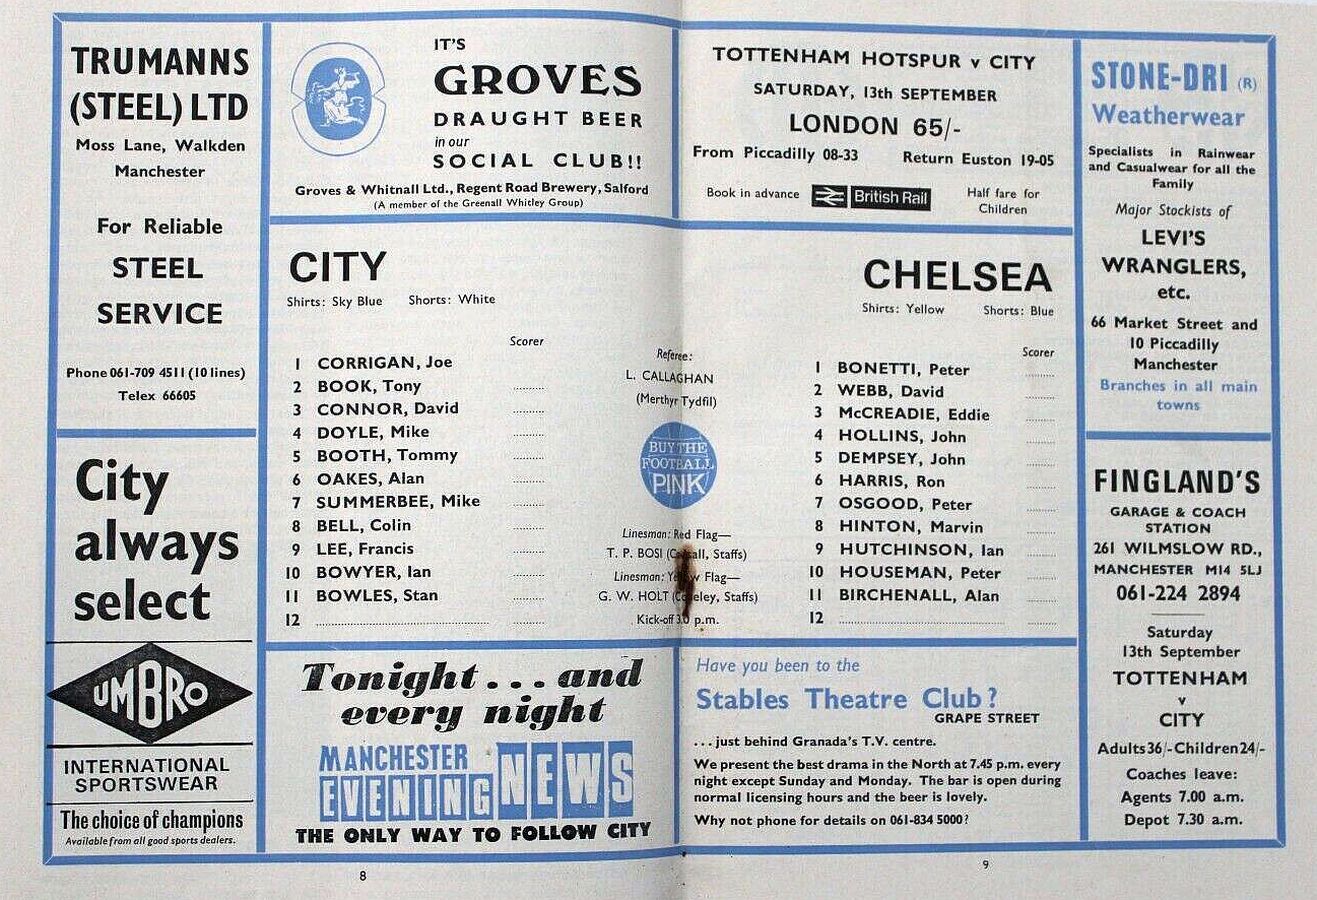 TRUMANNS
(STEEL) LTD
Moss Lane, Walkden
Manchester
For Reliable
STEEL
SERVICE
Phone 061-709 4511 (10 lines)
Telex 66605
City
always
select
UMBRO
INTERNATIONAL
SPORTSWEAR
The choice of champions
Available from all good sports dealers.
IT'S
GROVES
DRAUGHT BEER
in our
SOCIAL CLUB!!
Groves & Whitnall Ltd., Regent Road Brewery, Salford
(A member of the Greenall Whitley Group)
TOTTENHAM HOTSPUR v CITY
SATURDAY, 13th SEPTEMBER
LONDON 65/-
From Piccadilly 08-33 Return Euston 19-05
Book in advance British Rail Half fare for
Children
CITY
Shirts: Sky Blue Shorts: White
Scorer
1 CORRIGAN, Joe
2 BOOK, Tony ..........
3 CONNOR, David ..........
4 DOYLE, Mike ..........
5 BOOTH, Tommy ..........
6 OAKES, Alan ..........
7 SUMMERBEE, Mike ..........
8 BELL, Colin ..........
9 LEE, Francis ..........
10 BOWYER, Ian ..........
11 BOWLES, Stan ..........
12 .......................................... ..........
Referee:
L. CALLAGHAN
(Merthyr Tydfil)
BUY THE
FOOTBALL
PINK
Linesman: Red Flag—
T. P. BOSI ( Staffs)
Linesman: Yellow Flag—
G. W. HOLT ( Staffs)
Kick-off 3.0 p.m.
CHELSEA
Shirts: Yellow Shorts: Blue
Scorer
1 BONETTI, Peter ..........
2 WEBB, David ..........
3 McCREADIE, Eddie ..........
4 HOLLINS, John ..........
5 DEMPSEY, John ..........
6 HARRIS, Ron ..........
7 OSGOOD, Peter ..........
8 HINTON, Marvin ..........
9 HUTCHINSON, Ian ..........
10 HOUSEMAN, Peter ..........
11 BIRCHENALL, Alan ..........
12 .......................................... ..........
Tonight . . . and
every night
MANCHESTER
EVENING NEWS
THE ONLY WAY TO FOLLOW CITY
Have you been to the
Stables Theatre Club?
GRAPE STREET
. . . just behind Granada's T.V. centre.
We present the best drama in the North at 7.45 p.m. every
night except Sunday and Monday. The bar is open during
normal licensing hours and the beer is lovely.
Why not phone for details on 061-834 5000?
STONE-DRI (R)
Weatherwear
Specialists in Rainwear
and Casualwear for all the
Family
Major Stockists of
LEVI'S
WRANGLERS,
etc.
66 Market Street and
10 Piccadilly
Manchester
Branches in all main
towns
FINGLAND'S
GARAGE & COACH
STATION
261 WILMSLOW RD.,
MANCHESTER M14 5LJ
061-224 2894
Saturday
13th September
TOTTENHAM
v
CITY
Adults 36/- Children 24/-
Coaches leave:
Agents 7.00 a.m.
Depot 7.30 a.m.
8
9